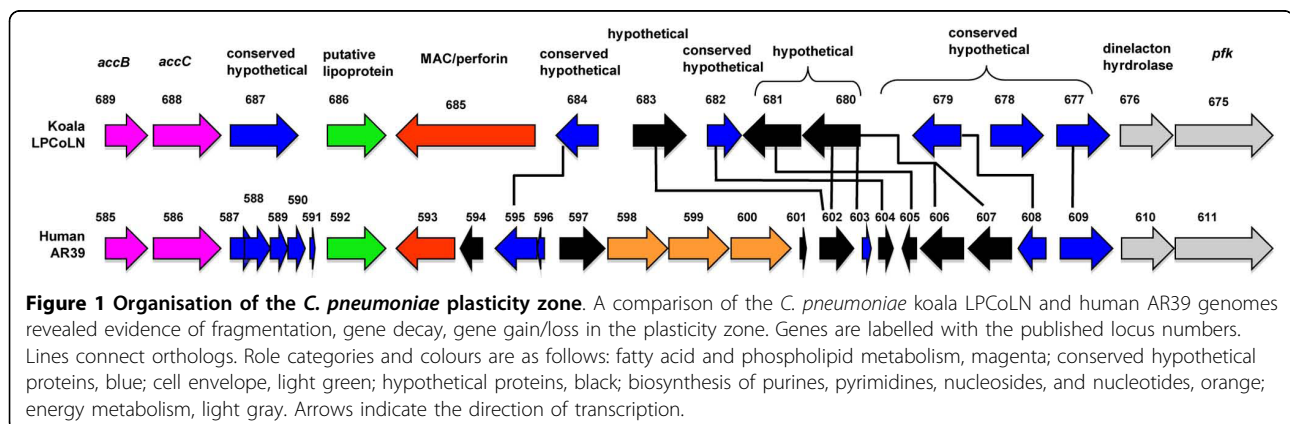 accB accC conserved hypothetical putative lipoprotein MAC/perforin conserved hypothetical hypothetical conserved hypothetical hypothetical conserved hypothetical dinelacton hyrdrolase pfk
689 688 687 686 685 684 683 682 681 680 679 678 677 676 675
Koala
LPCoLN
585 586 587 588 589 590 591 592 593 594 595 596 597 598 599 600 601 602 603 604 605 606 607 608 609 610 611
Human
AR39
Figure 1 Organisation of the C. pneumoniae plasticity zone. A comparison of the C. pneumoniae koala LPCoLN and human AR39 genomes
revealed evidence of fragmentation, gene decay, gene gain/loss in the plasticity zone. Genes are labelled with the published locus numbers.
Lines connect orthologs. Role categories and colours are as follows: fatty acid and phospholipid metabolism, magenta; conserved hypothetical
proteins, blue; cell envelope, light green; hypothetical proteins, black; biosynthesis of purines, pyrimidines, nucleosides, and nucleotides, orange;
energy metabolism, light gray. Arrows indicate the direction of transcription.